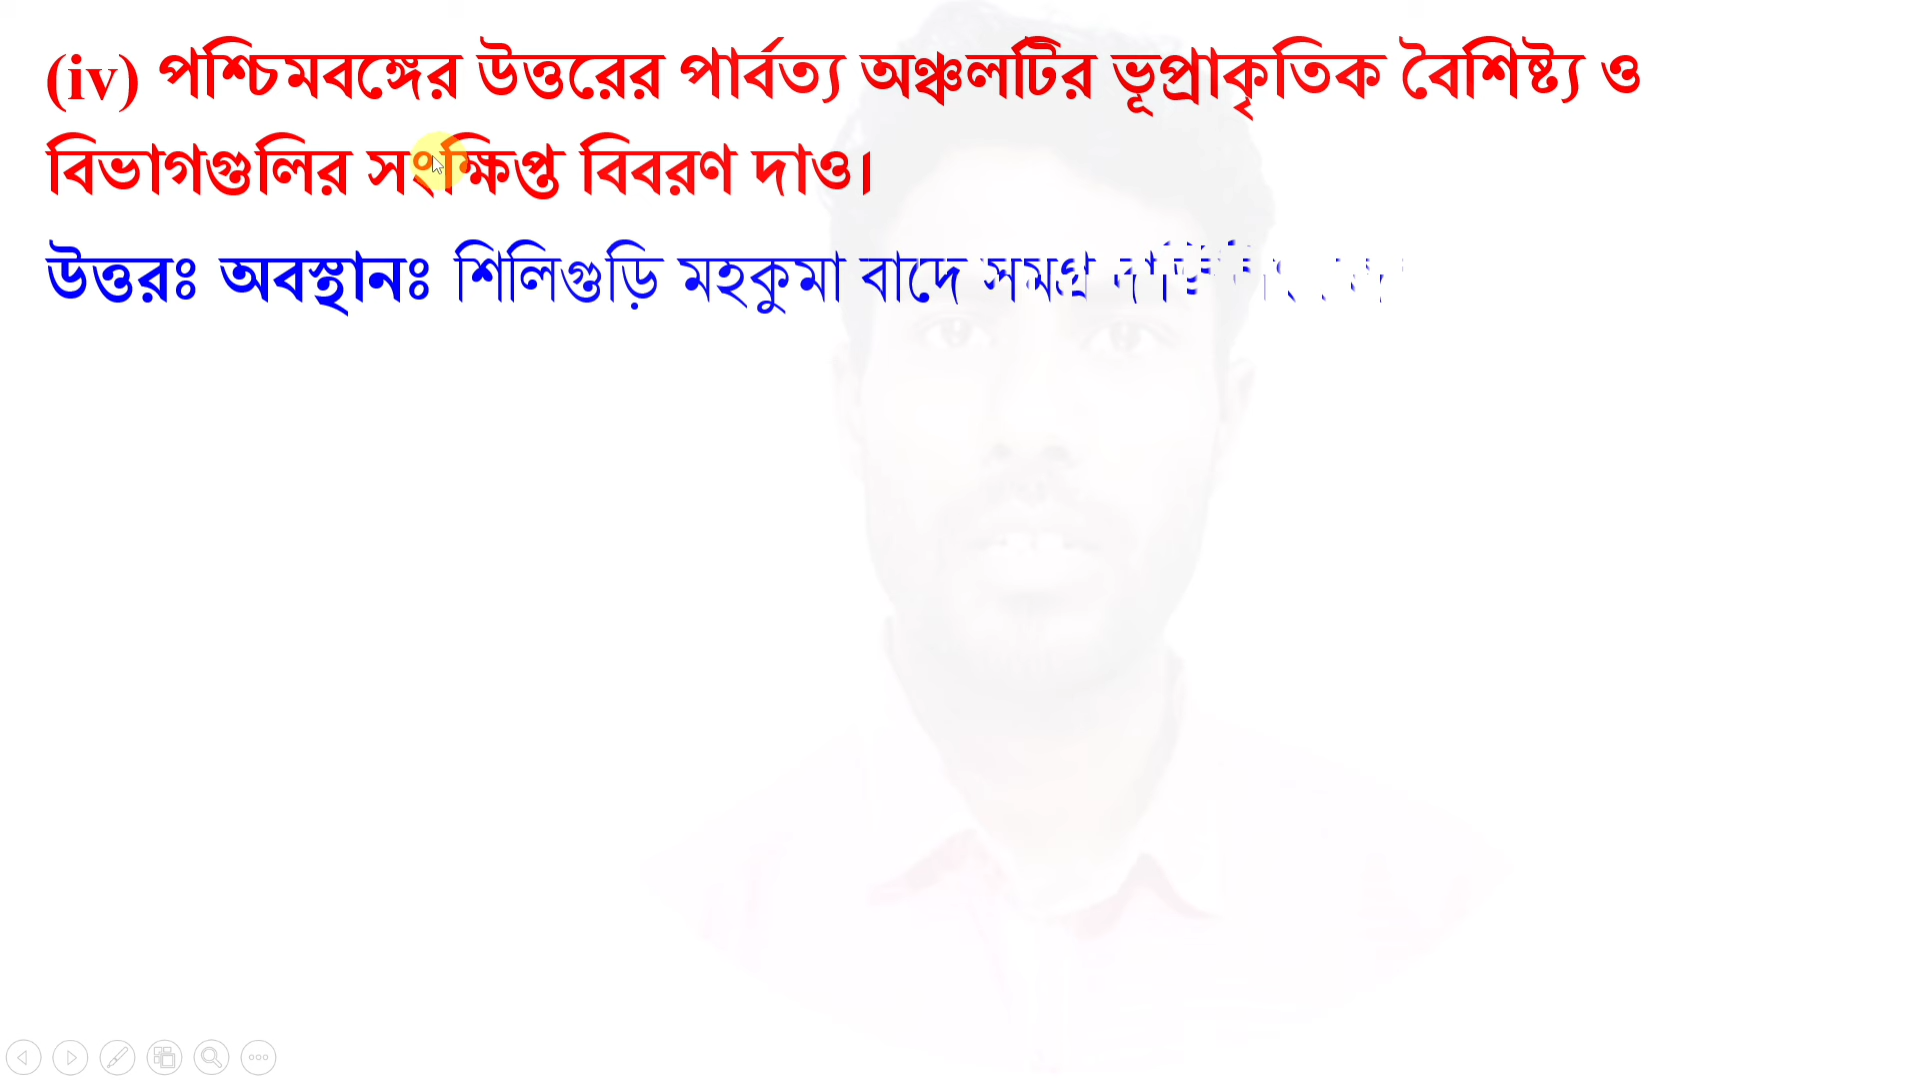 (iv) পশ্চিমবঙ্গের উত্তরের পার্বত্য অঞ্চলটির ভূপ্রাকৃতিক বৈশিষ্ট্য ও
বিভাগগুলির সংক্ষিপ্ত বিবরণ দাও।
উত্তরঃ অবস্থানঃ শিলিগুড়ি মহকুমা বাদে সমগ্র